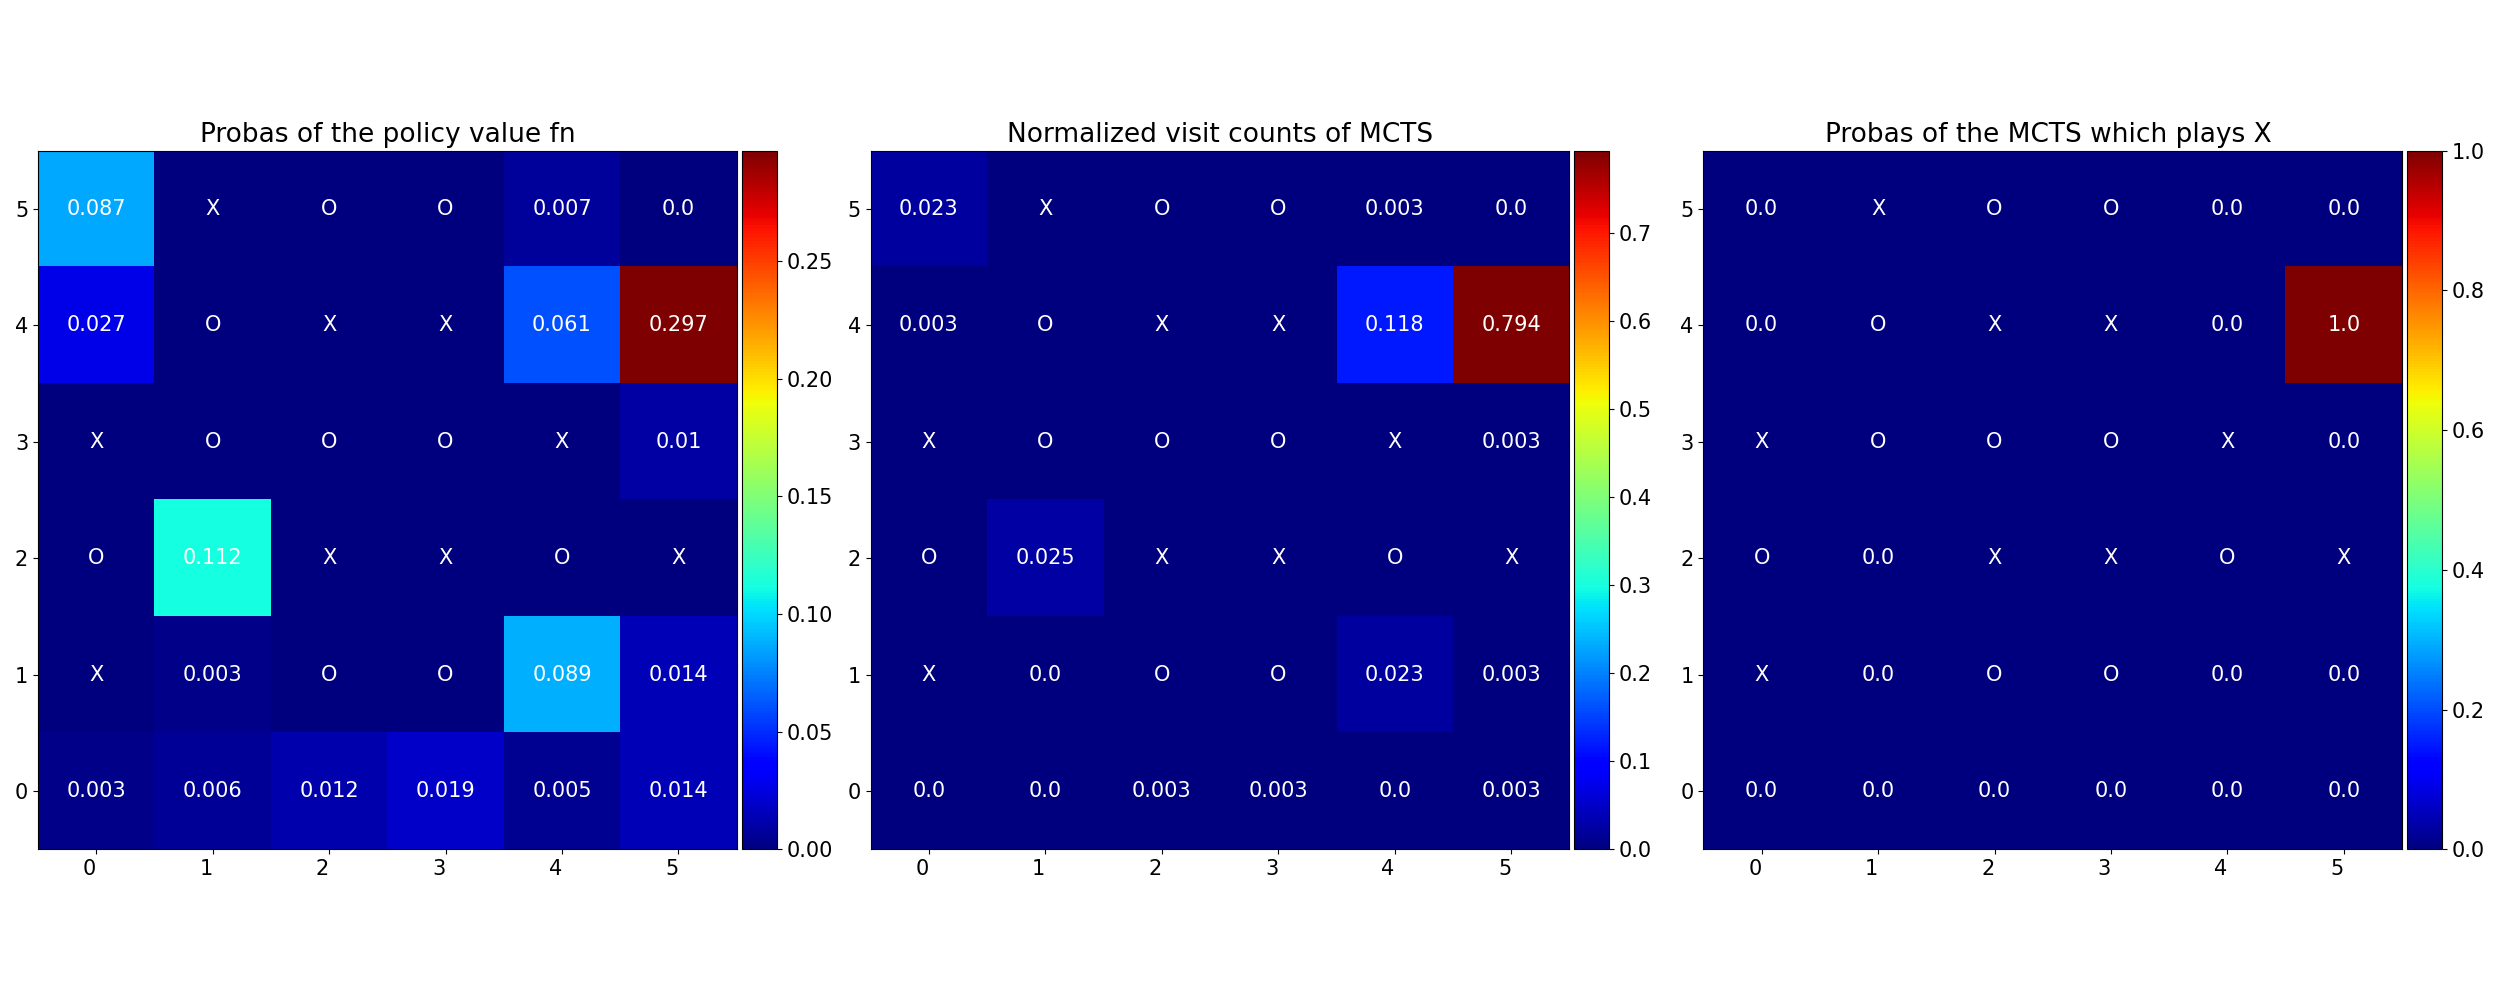 Probas of the policy value fn
5 0.087 X O O 0.007 0.0
4 0.027 O X X 0.061 0.297
3 X O O O X 0.01
2 O 0.112 X X O X
1 X 0.003 O O 0.089 0.014
0 0.003 0.006 0.012 0.019 0.005 0.014
0 1 2 3 4 5
0.25
0.20
0.15
0.10
0.05
0.00
Normalized visit counts of MCTS
5 0.023 X O O 0.003 0.0
4 0.003 O X X 0.118 0.794
3 X O O O X 0.003
2 O 0.025 X X O X
1 X 0.0 O O 0.023 0.003
0 0.0 0.0 0.003 0.003 0.0 0.003
0 1 2 3 4 5
0.7
0.6
0.5
0.4
0.3
0.2
0.1
0.0
Probas of the MCTS which plays X
5 0.0 X O O 0.0 0.0
4 0.0 O X X 0.0 1.0
3 X O O O X 0.0
2 O 0.0 X X O X
1 X 0.0 O O 0.0 0.0
0 0.0 0.0 0.0 0.0 0.0 0.0
0 1 2 3 4 5
1.0
0.8
0.6
0.4
0.2
0.0